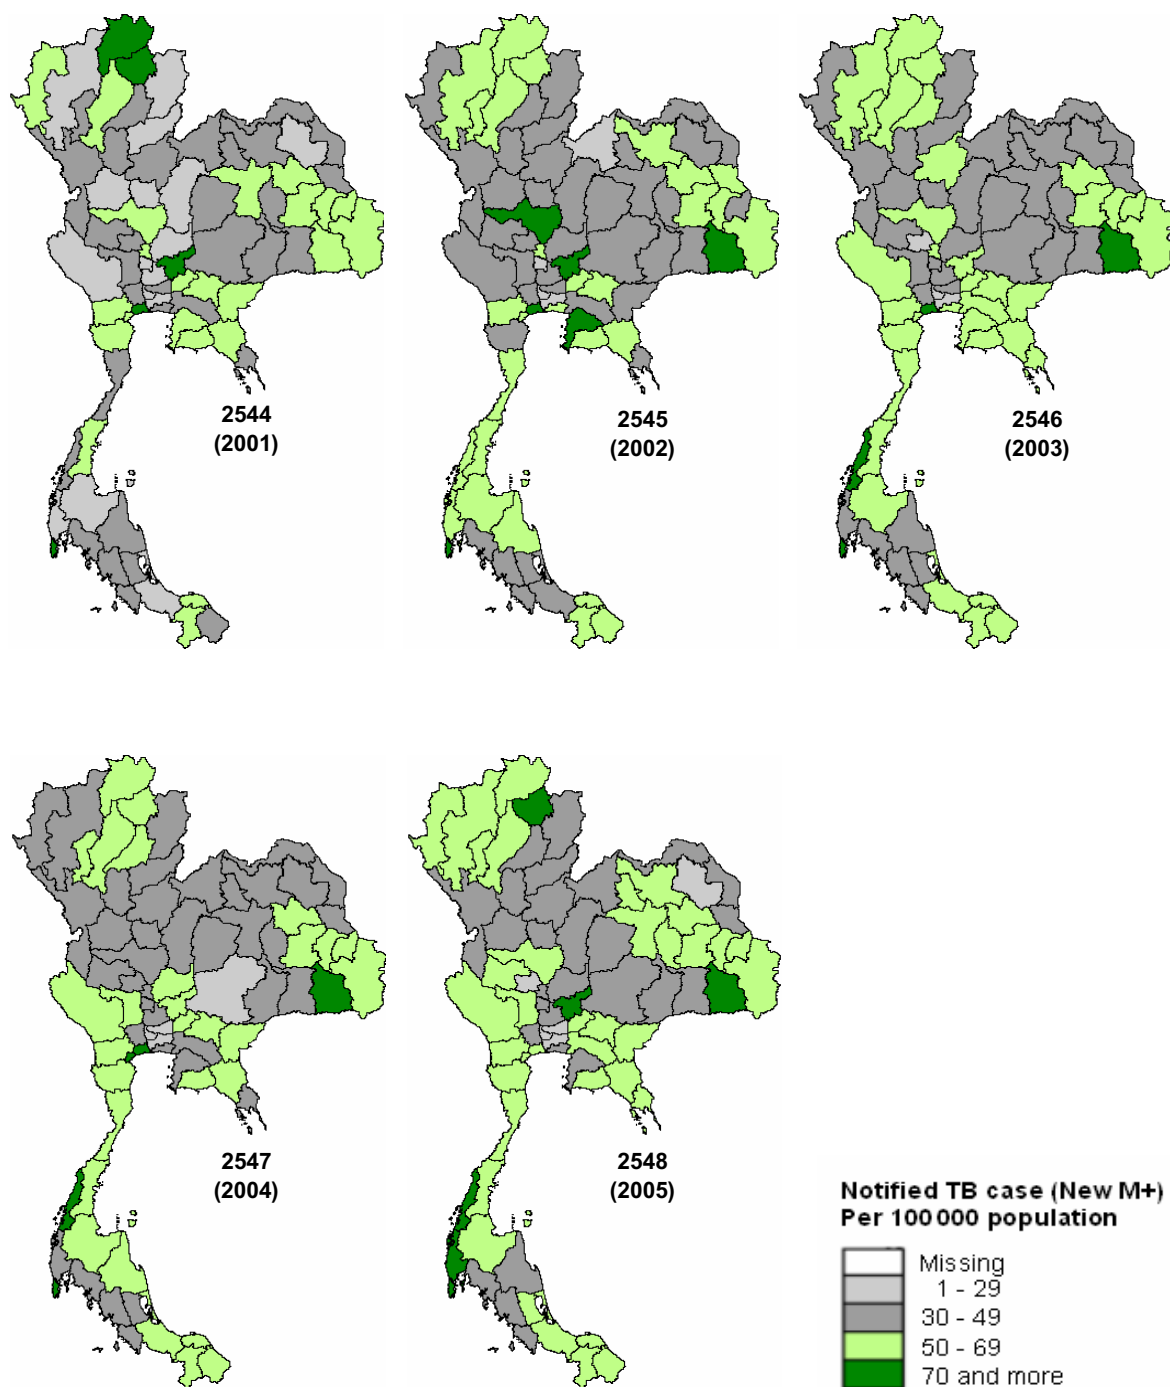 2544
(2001)
2545
(2002)
2546
(2003)
2547
(2004)
2548
(2005)
Notified TB case (New M+)
Per 100 000 population
Missing
1 - 29
30 - 49
50 - 69
70 and more